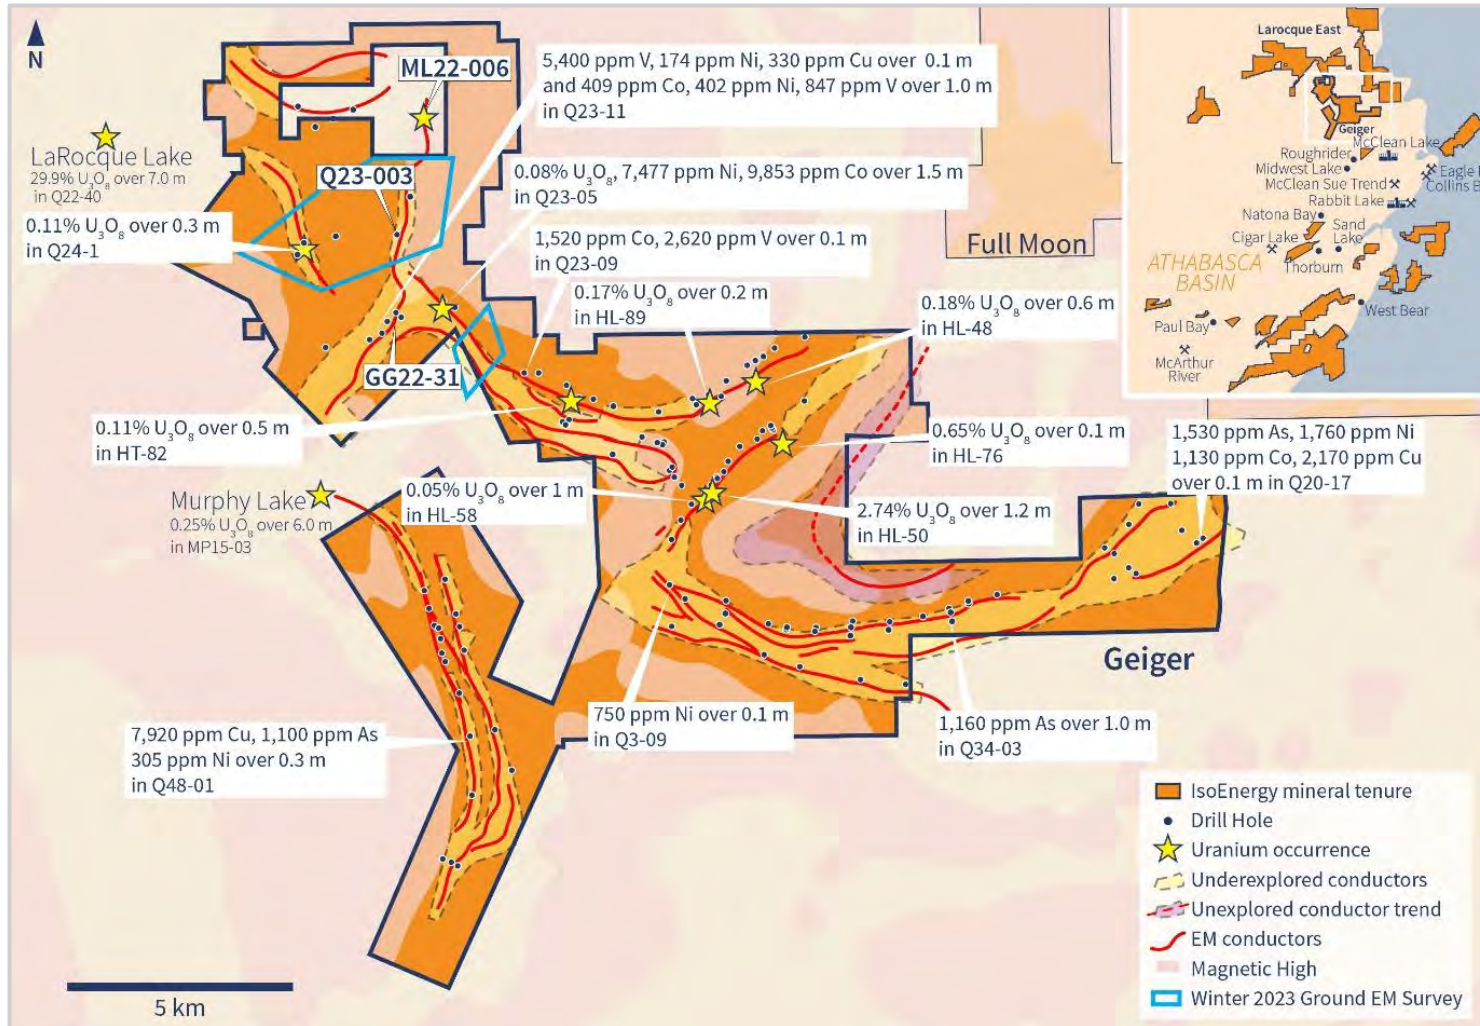 N
ML22-006
5,400 ppm V, 174 ppm Ni, 330 ppm Cu over 0.1 m
and 409 ppm Co, 402 ppm Ni, 847 ppm V over 1.0 m
in Q23-11
LaRocque Lake
29.9% U₃O₈ over 7.0 m
in Q22-40
Q23-003
0.08% U₃O₈, 7,477 ppm Ni, 9,853 ppm Co over 1.5 m
in Q23-05
0.11% U₃O₈ over 0.3 m
in Q24-1
1,520 ppm Co, 2,620 ppm V over 0.1 m
in Q23-09
Full Moon
0.17% U₃O₈ over 0.2 m
in HL-89
0.18% U₃O₈ over 0.6 m
in HL-48
GG22-31
0.11% U₃O₈ over 0.5 m
in HT-82
0.65% U₃O₈ over 0.1 m
in HL-76
1,530 ppm As, 1,760 ppm Ni
1,130 ppm Co, 2,170 ppm Cu
over 0.1 m in Q20-17
Murphy Lake
0.25% U₃O₈ over 6.0 m
in MP15-03
0.05% U₃O₈ over 1 m
in HL-58
2.74% U₃O₈ over 1.2 m
in HL-50
Geiger
750 ppm Ni over 0.1 m
in Q3-09
1,160 ppm As over 1.0 m
in Q34-03
7,920 ppm Cu, 1,100 ppm As
305 ppm Ni over 0.3 m
in Q48-01
5 km
Larocque East
Geiger
McClean Lake
Roughrider
Midwest Lake
McClean Sue Trend
Eagle
Collins B
Rabbit Lake
Natona Bay
Sand
Lake
Cigar Lake
Thorburn
ATHABASCA
BASIN
West Bear
Paul Bay
McArthur
River
IsoEnergy mineral tenure
Drill Hole
Uranium occurrence
Underexplored conductors
Unexplored conductor trend
EM conductors
Magnetic High
Winter 2023 Ground EM Survey